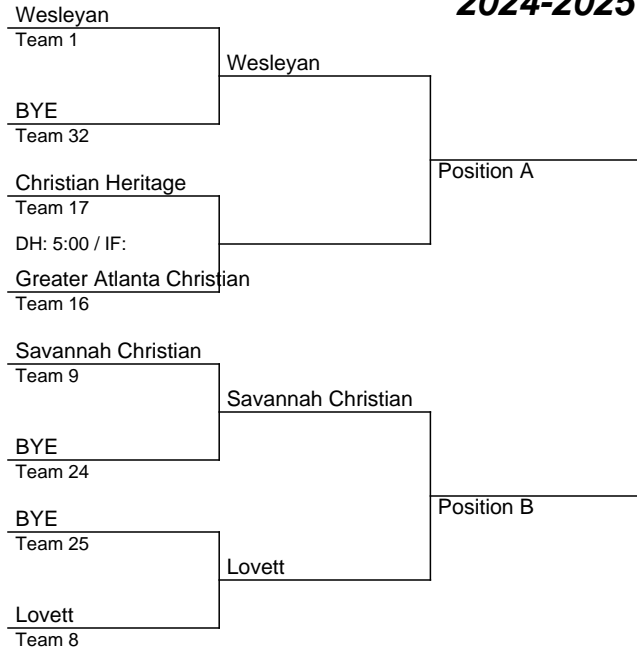 2024-2025
Wesleyan
Team 1
Wesleyan
BYE
Team 32
Position A
Christian Heritage
Team 17
DH: 5:00 / IF:
Greater Atlanta Christian
Team 16
Savannah Christian
Team 9
Savannah Christian
BYE
Team 24
Position B
BYE
Team 25
Lovett
Lovett
Team 8